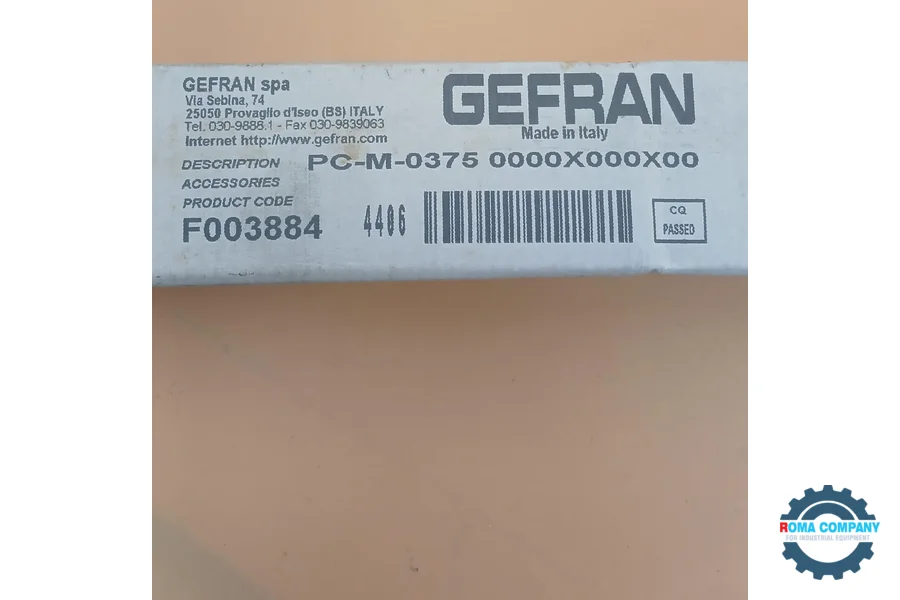 GEFRAN spa
Via Sebina, 74
25050 Provaglio d'Iseo (BS) ITALY
Tel. 030-9888.1 - Fax 030-9839063
Internet http://www.gefran.com
GEFRAN
Made in Italy
DESCRIPTION PC-M-0375 0000X000X00
ACCESSORIES
PRODUCT CODE
F003884 4406
CQ
PASSED
ROMA COMPANY
FOR INDUSTRIAL EQUIPMENT